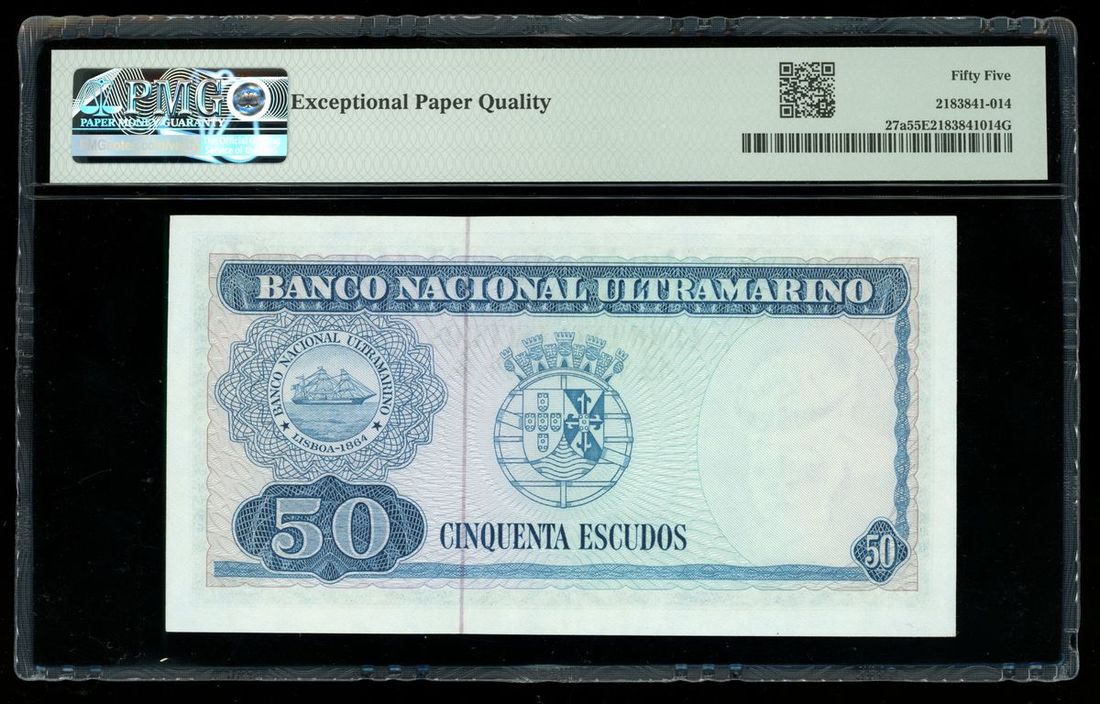 PMG
PAPER MONEY GUARANTY
Exceptional Paper Quality
Fifty Five
2183841-014
27a55E2183841014G
BANCO NACIONAL ULTRAMARINO
BANCO NACIONAL ULTRAMARINO
LISBOA-1864
50
CINQUENTA ESCUDOS
50